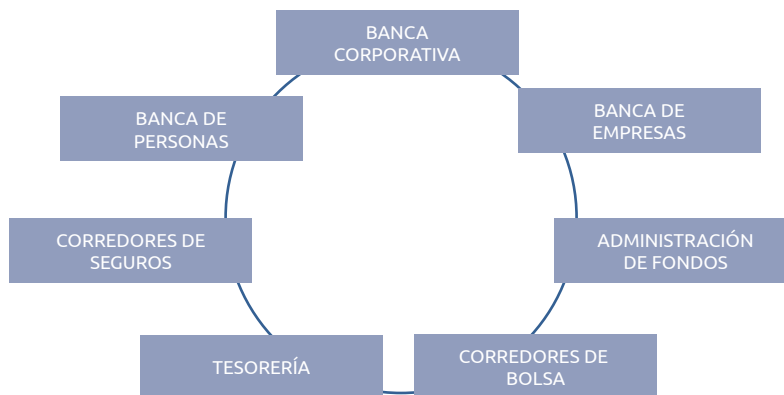 BANCA
CORPORATIVA
BANCA DE
EMPRESAS
BANCA DE
PERSONAS
CORREDORES DE
SEGUROS
ADMINISTRACIÓN
DE FONDOS
TESORERÍA
CORREDORES DE
BOLSA